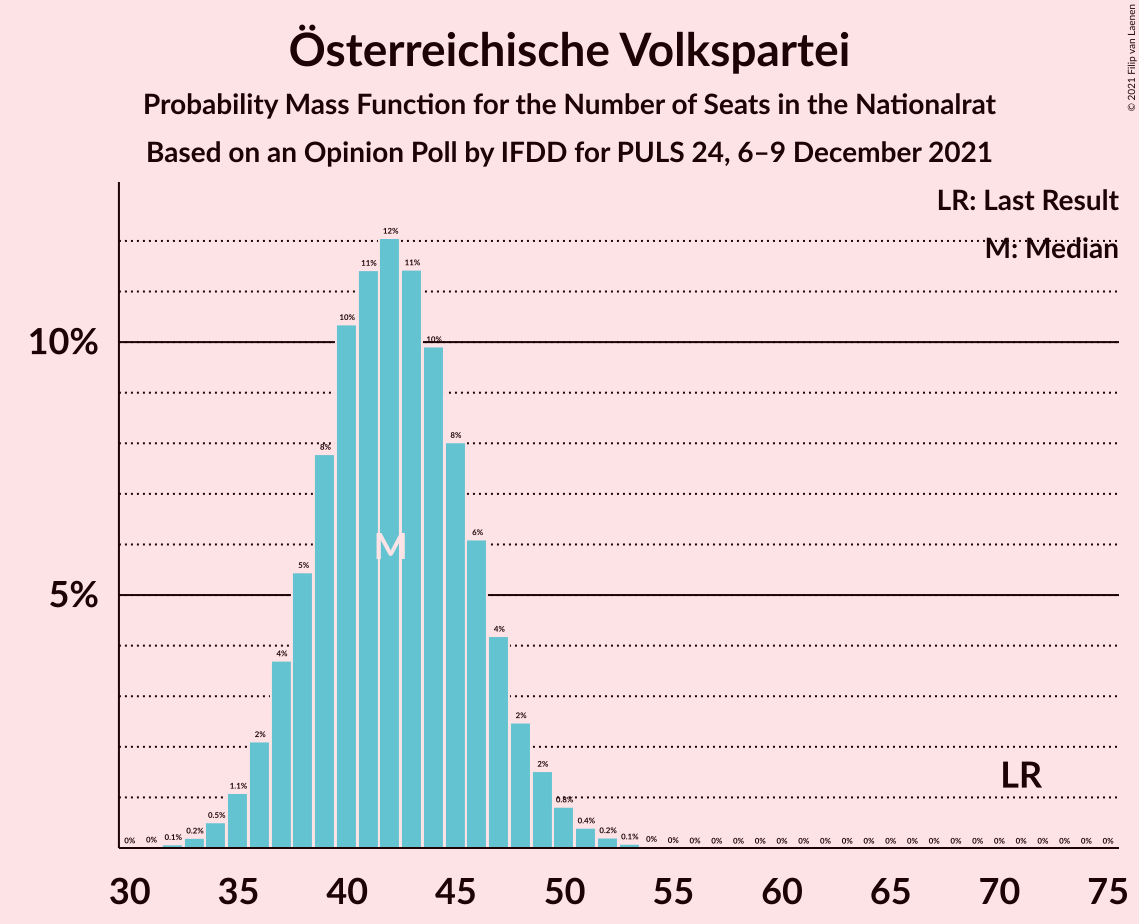 Österreichische Volkspartei
Probability Mass Function for the Number of Seats in the Nationalrat
Based on an Opinion Poll by IFDD for PULS 24, 6–9 December 2021
© 2021 Filip van Laenen
LR: Last Result
M: Median
10%
5%
0% 0% 0.1% 0.2% 0.5% 1.1% 2% 4% 5% 8% 10% 11% 12% 11% 10% 8% 6% 4% 2% 2% 0.8% 0.4% 0.2% 0.1% 0% 0% 0% 0% 0% 0% 0% 0% 0% 0% 0% 0% 0% 0% 0% 0% 0% 0% 0% 0% 0% 0%
M
LR
30 35 40 45 50 55 60 65 70 75